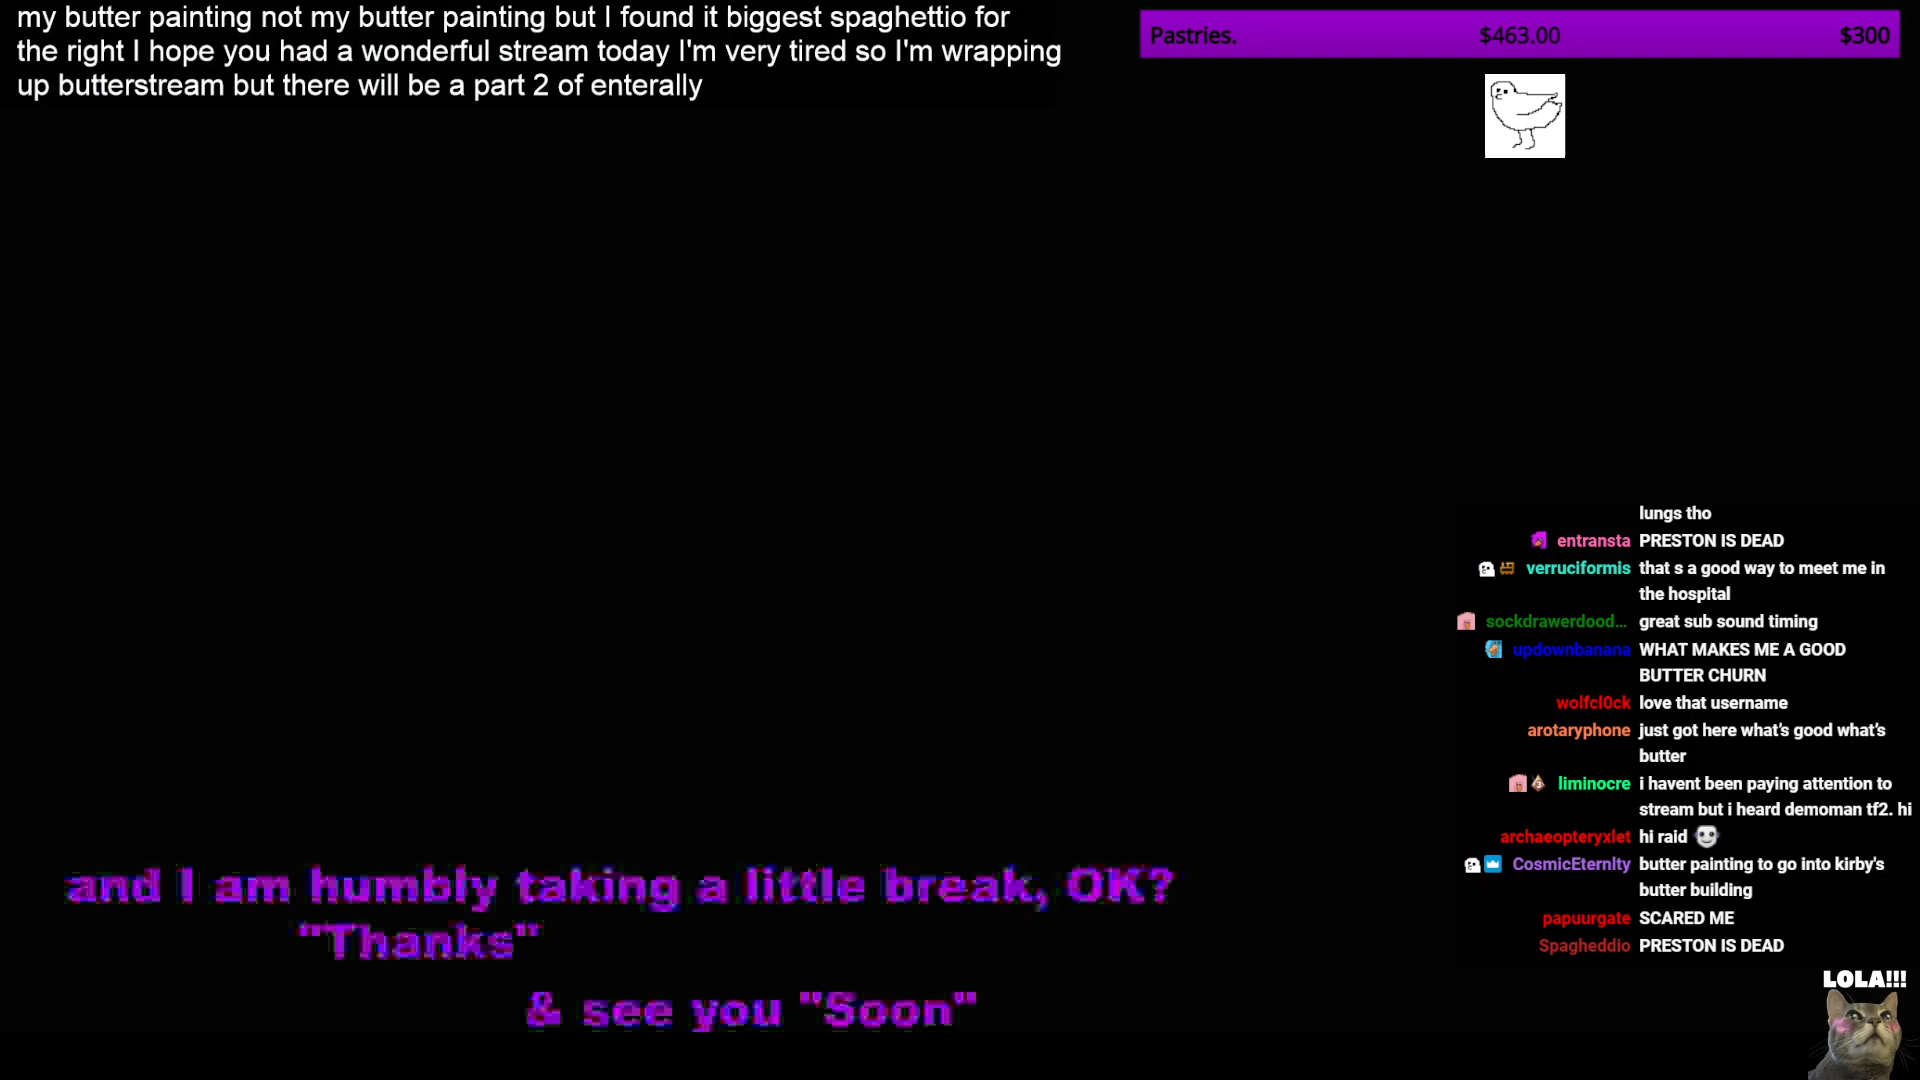 my butter painting not my butter painting but I found it biggest spaghettio for
the right I hope you had a wonderful stream today I'm very tired so I'm wrapping
up butterstream but there will be a part 2 of enterally
Pastries. $463.00 $300
lungs tho
entransta PRESTON IS DEAD
verruciformis that s a good way to meet me in
the hospital
sockdrawerdood... great sub sound timing
updownbanana WHAT MAKES ME A GOOD
BUTTER CHURN
wolfcl0ck love that username
arotaryphone just got here what's good what's
butter
liminocre i havent been paying attention to
stream but i heard demoman tf2. hi
archaeopteryxlet hi raid
CosmicEternlty butter painting to go into kirby's
butter building
papuurgate SCARED ME
Spagheddio PRESTON IS DEAD
and I am humbly taking a little break, OK?
"Thanks"
& see you "Soon"
LOLA!!!